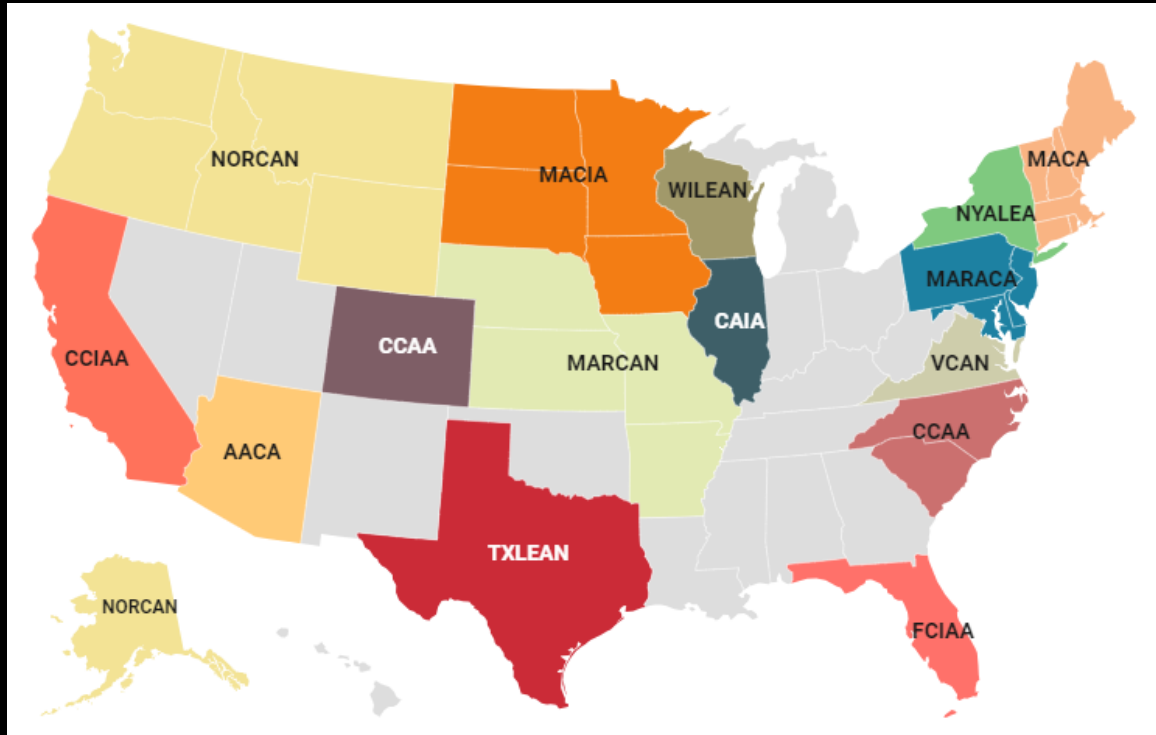 NORCAN
MACIA
WILEAN
MACA
NYALEA
MARACA
CAIA
CCAA
CCIAA
MARCAN
VCAN
CCAA
AACA
TXLEAN
NORCAN
FCIAA